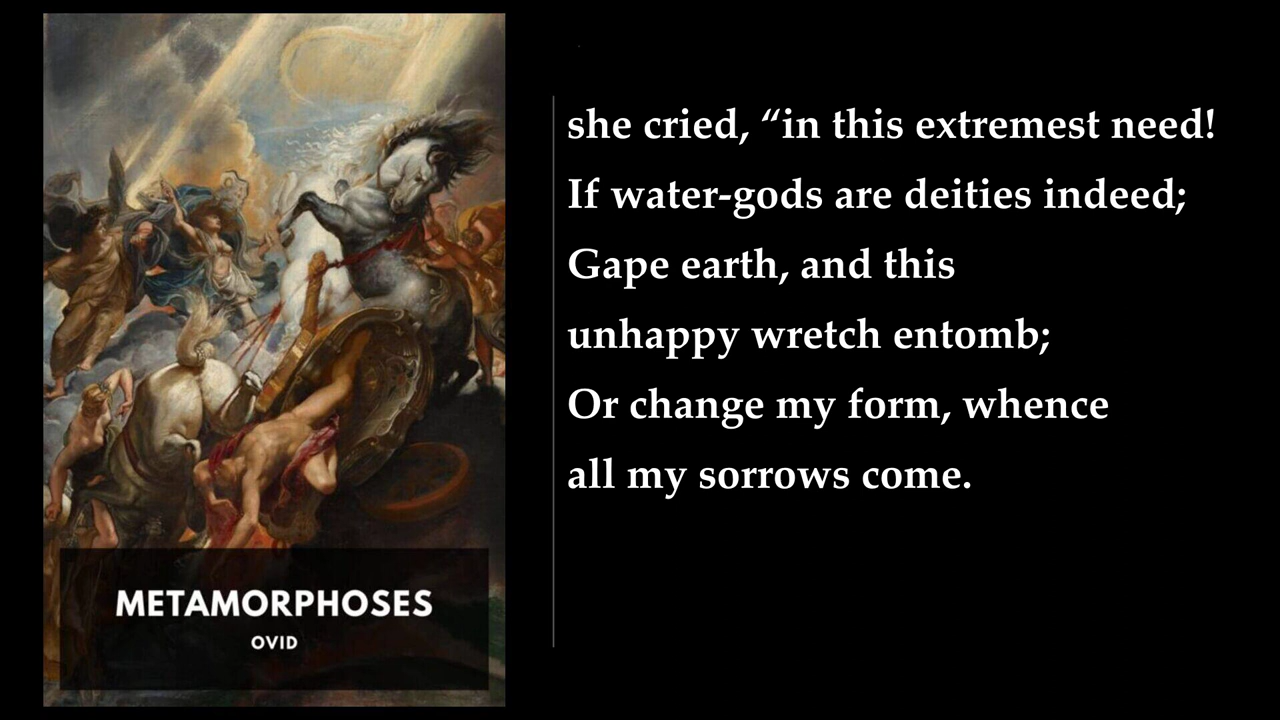 METAMORPHOSES
OVID
she cried, “in this extremest need!
If water-gods are deities indeed;
Gape earth, and this
unhappy wretch entomb;
Or change my form, whence
all my sorrows come.